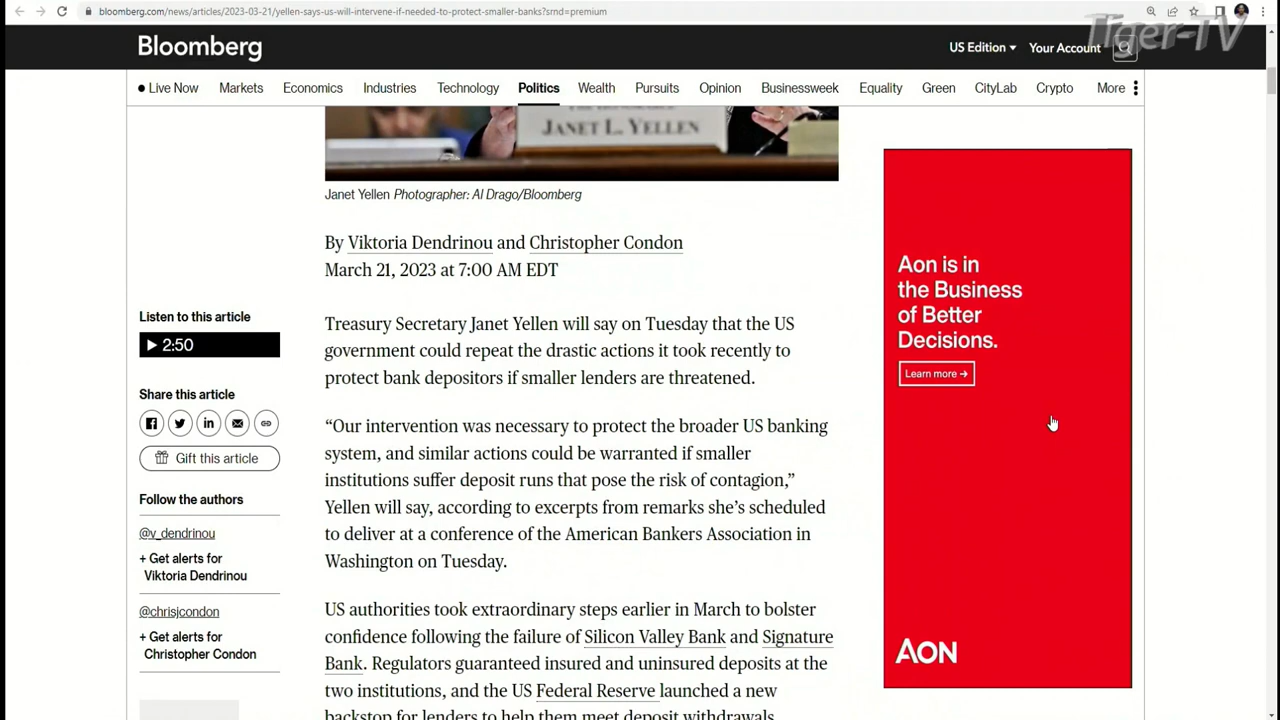 bloomberg.com/news/articles/2023-03-21/yellen-says-us-will-intervene-if-needed-to-protect-smaller-banks?srnd=premium
Tiger-TV
Bloomberg
US Edition
Your Account
Live Now
Markets
Economics
Industries
Technology
Politics
Wealth
Pursuits
Opinion
Businessweek
Equality
Green
CityLab
Crypto
More
JANET L. YELLEN
Janet Yellen Photographer: Al Drago/Bloomberg
By Viktoria Dendrinou and Christopher Condon
March 21, 2023 at 7:00 AM EDT
Listen to this article
2:50
Share this article
Gift this article
Follow the authors
@v_dendrinou
+ Get alerts for
Viktoria Dendrinou
@chrisjcondon
+ Get alerts for
Christopher Condon
Treasury Secretary Janet Yellen will say on Tuesday that the US
government could repeat the drastic actions it took recently to
protect bank depositors if smaller lenders are threatened.
“Our intervention was necessary to protect the broader US banking
system, and similar actions could be warranted if smaller
institutions suffer deposit runs that pose the risk of contagion,”
Yellen will say, according to excerpts from remarks she’s scheduled
to deliver at a conference of the American Bankers Association in
Washington on Tuesday.
US authorities took extraordinary steps earlier in March to bolster
confidence following the failure of Silicon Valley Bank and Signature
Bank. Regulators guaranteed insured and uninsured deposits at the
two institutions, and the US Federal Reserve launched a new
backstop for lenders to help them meet deposit withdrawals
Aon is in
the Business
of Better
Decisions.
Learn more →
AON